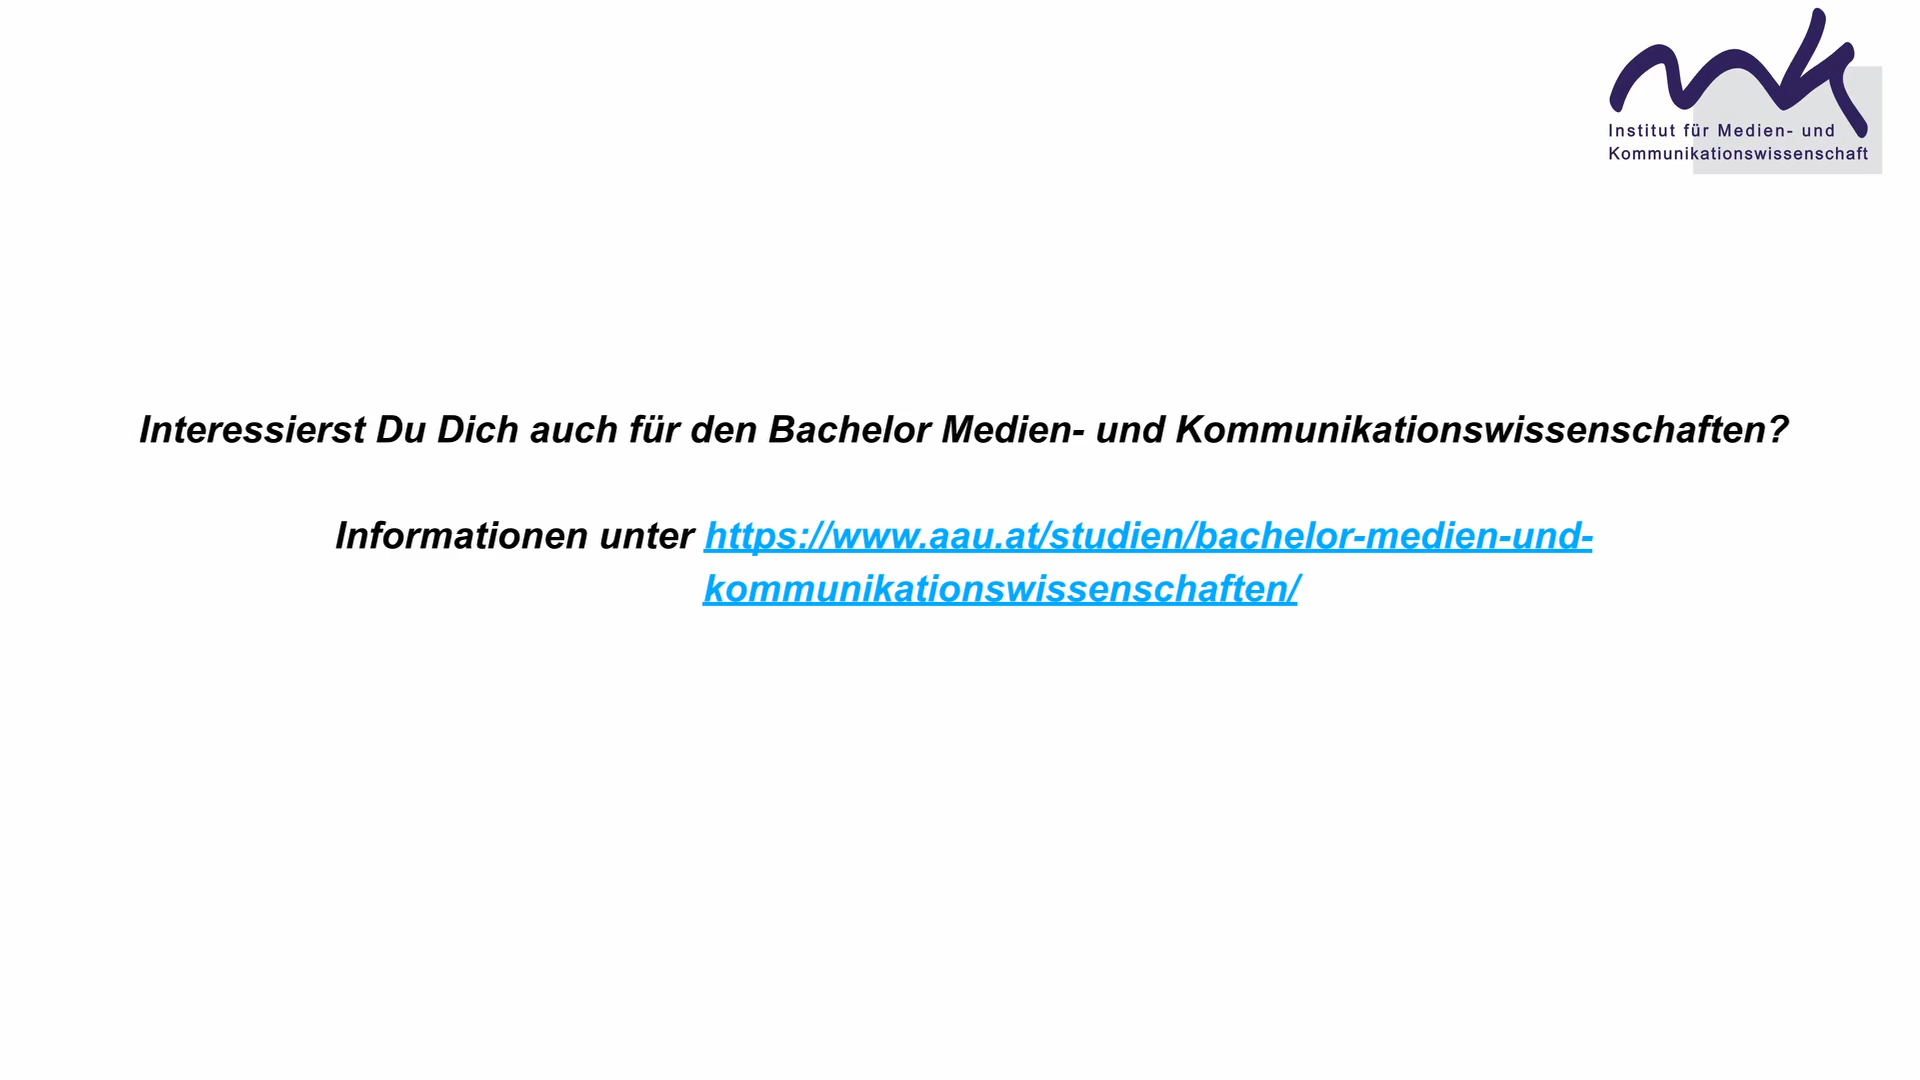 mk
Institut für Medien- und
Kommunikationswissenschaft
Interessierst Du Dich auch für den Bachelor Medien- und Kommunikationswissenschaften?
Informationen unter https://www.aau.at/studien/bachelor-medien-und-
kommunikationswissenschaften/